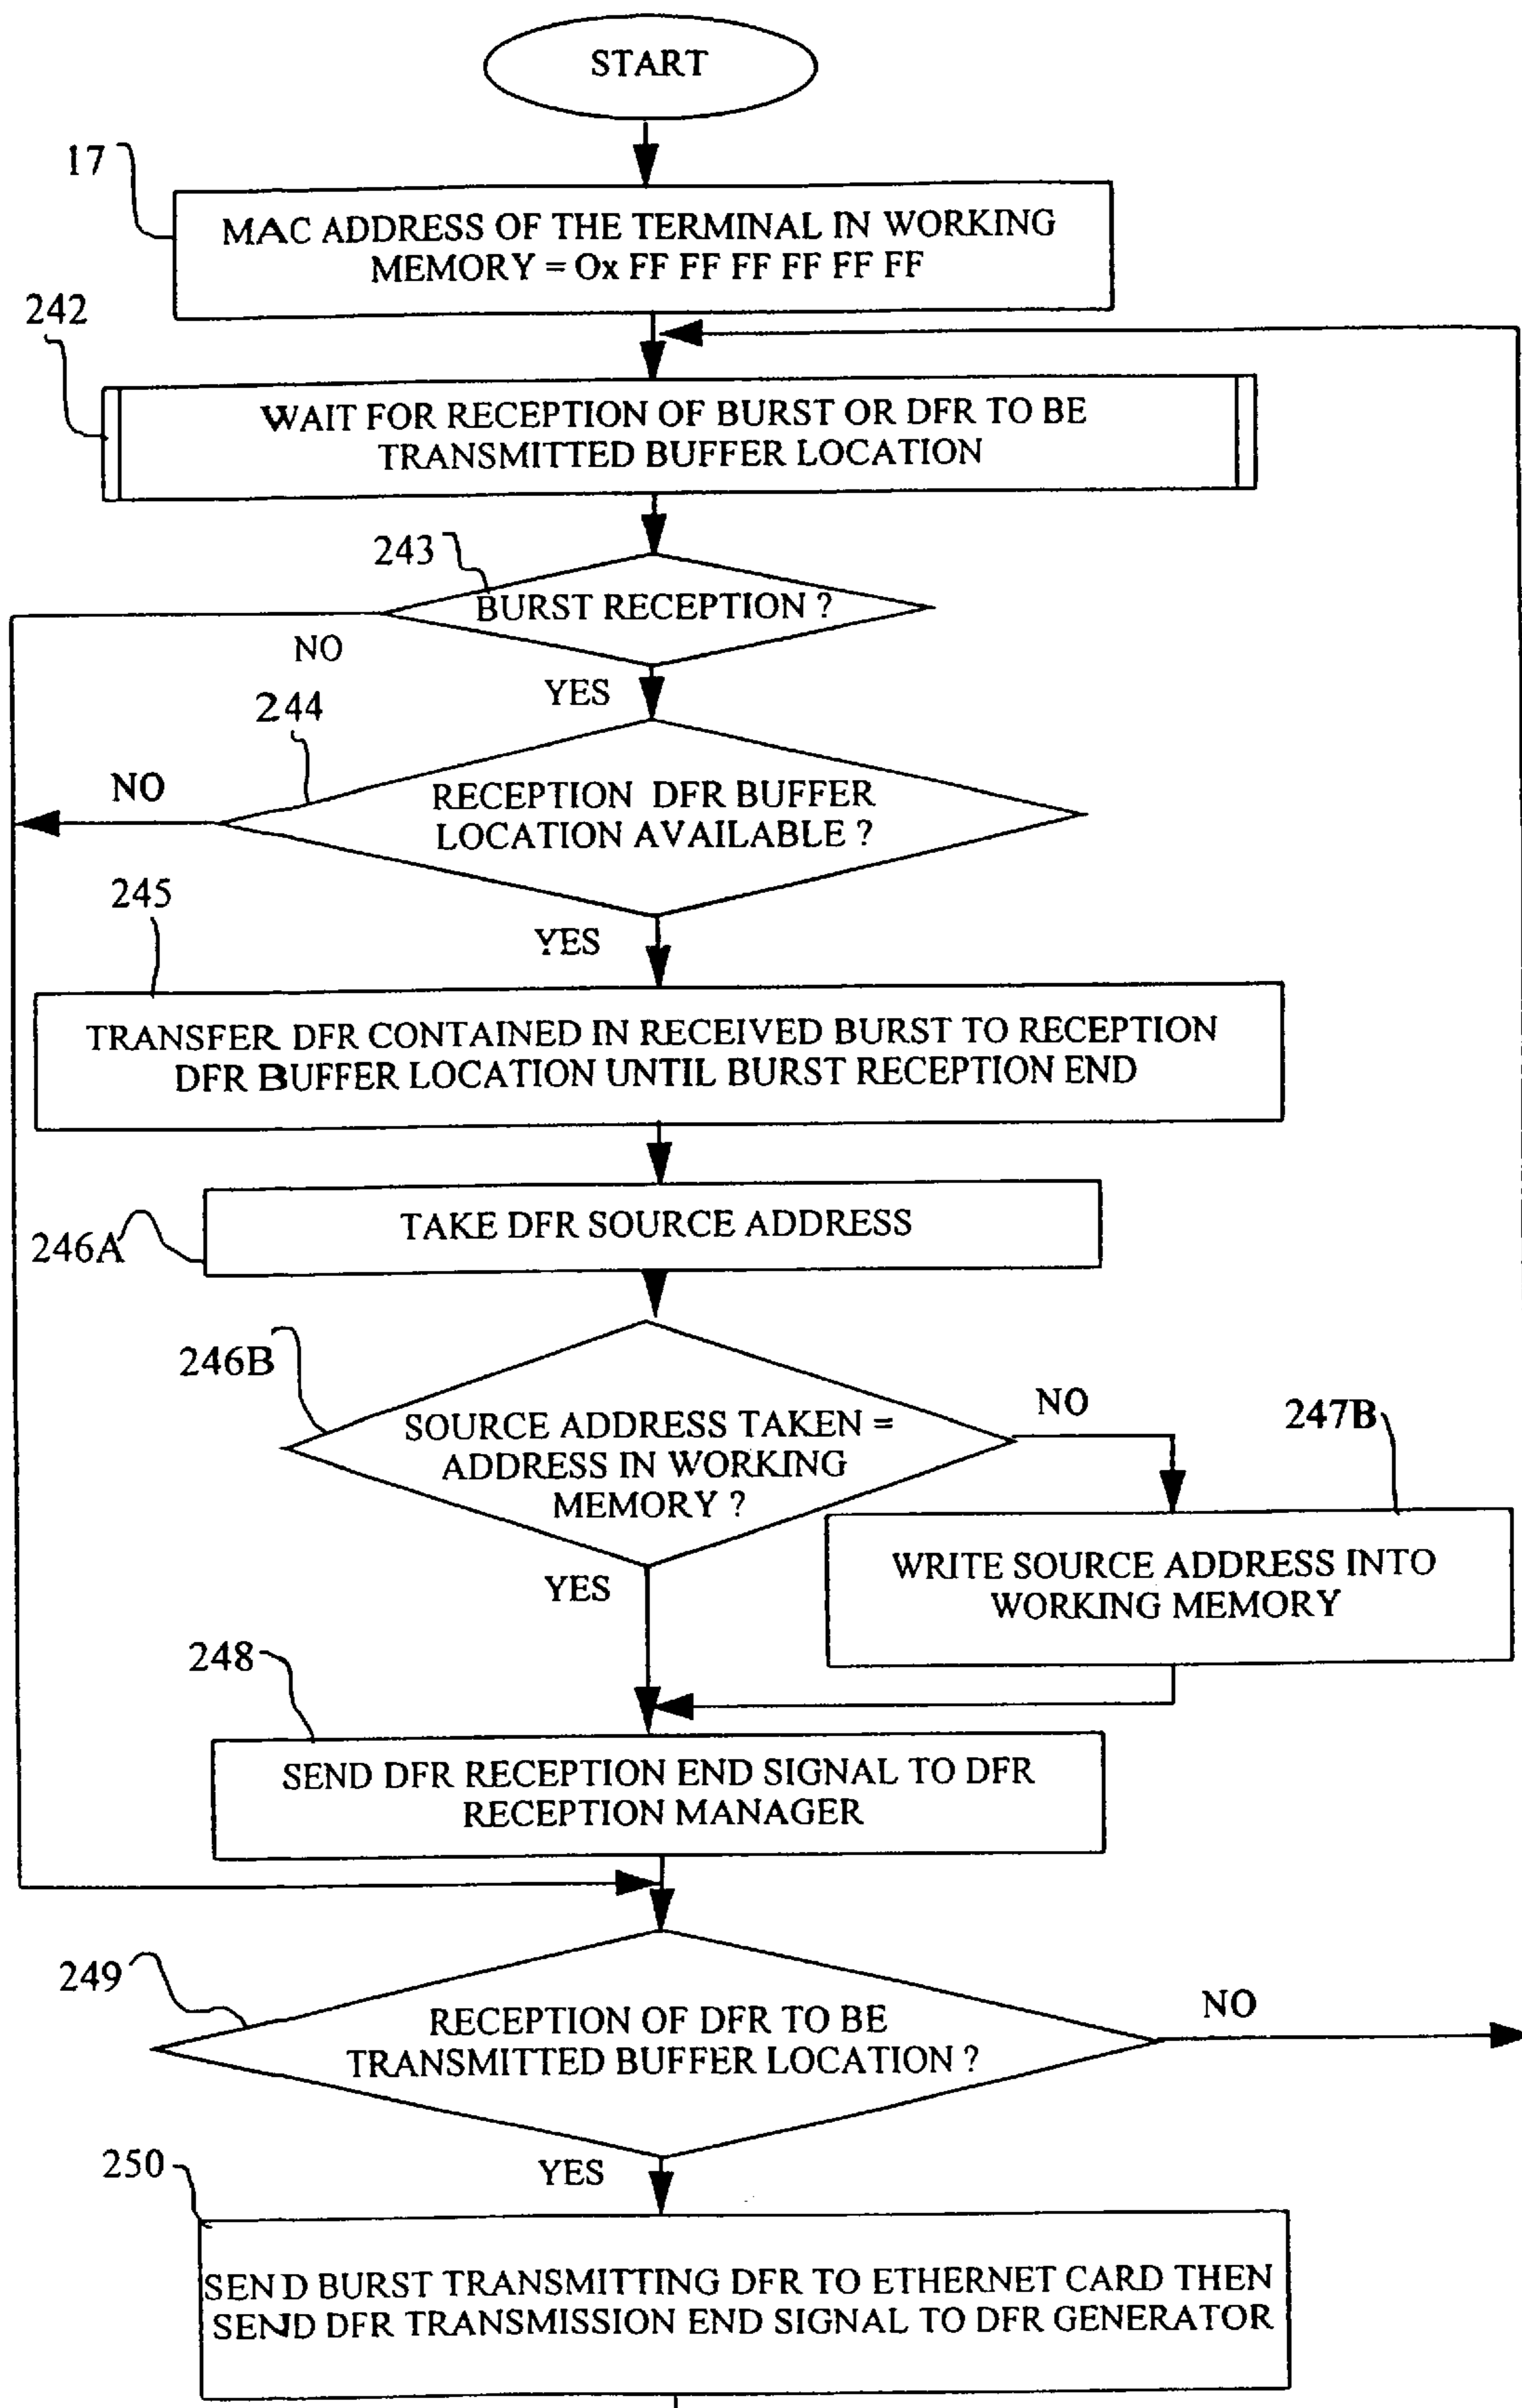 START
17
MAC ADDRESS OF THE TERMINAL IN WORKING
MEMORY = Ox FF FF FF FF FF FF
242
WAIT FOR RECEPTION OF BURST OR DFR TO BE
TRANSMITTED BUFFER LOCATION
243
BURST RECEPTION ?
NO
YES
244
NO
RECEPTION DFR BUFFER
LOCATION AVAILABLE ?
245
YES
TRANSFER DFR CONTAINED IN RECEIVED BURST TO RECEPTION
DFR BUFFER LOCATION UNTIL BURST RECEPTION END
TAKE DFR SOURCE ADDRESS
246A
246B
NO
247B
SOURCE ADDRESS TAKEN =
ADDRESS IN WORKING
MEMORY ?
YES
WRITE SOURCE ADDRESS INTO
WORKING MEMORY
248
SEND DFR RECEPTION END SIGNAL TO DFR
RECEPTION MANAGER
249
NO
RECEPTION OF DFR TO BE
TRANSMITTED BUFFER LOCATION ?
250
YES
SEND BURST TRANSMITTING DFR TO ETHERNET CARD THEN
SEND DFR TRANSMISSION END SIGNAL TO DFR GENERATOR